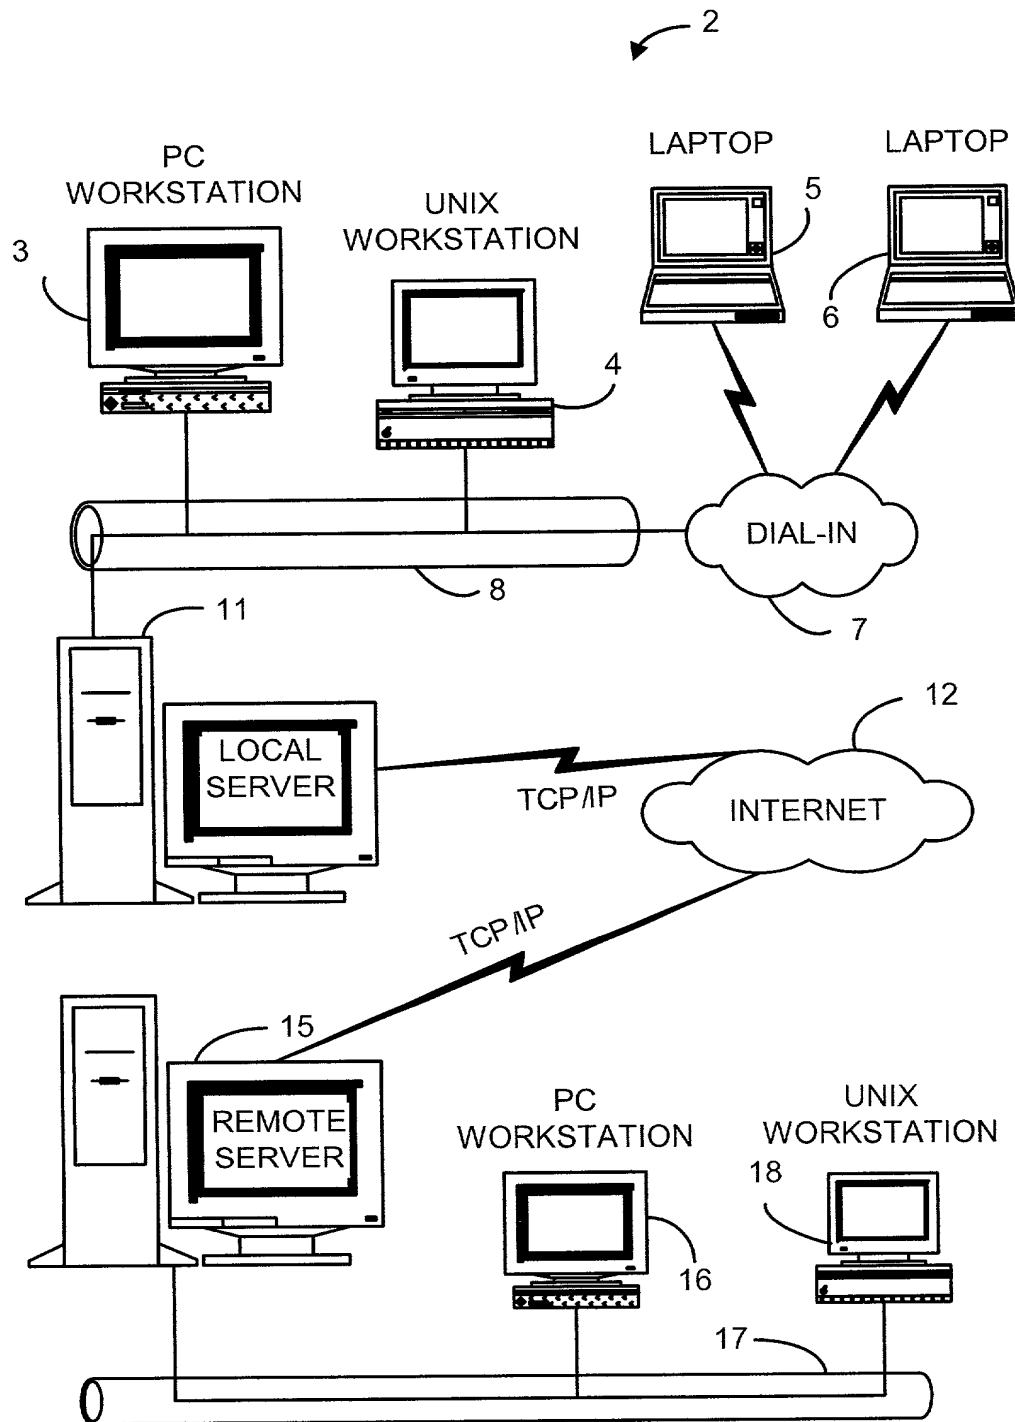 2
LAPTOP
LAPTOP
PC
WORKSTATION
UNIX
WORKSTATION
3
5
6
4
DIAL-IN
8
7
11
12
LOCAL
SERVER
TCP/IP
INTERNET
TCP/IP
15
REMOTE
SERVER
PC
WORKSTATION
UNIX
WORKSTATION
18
16
17